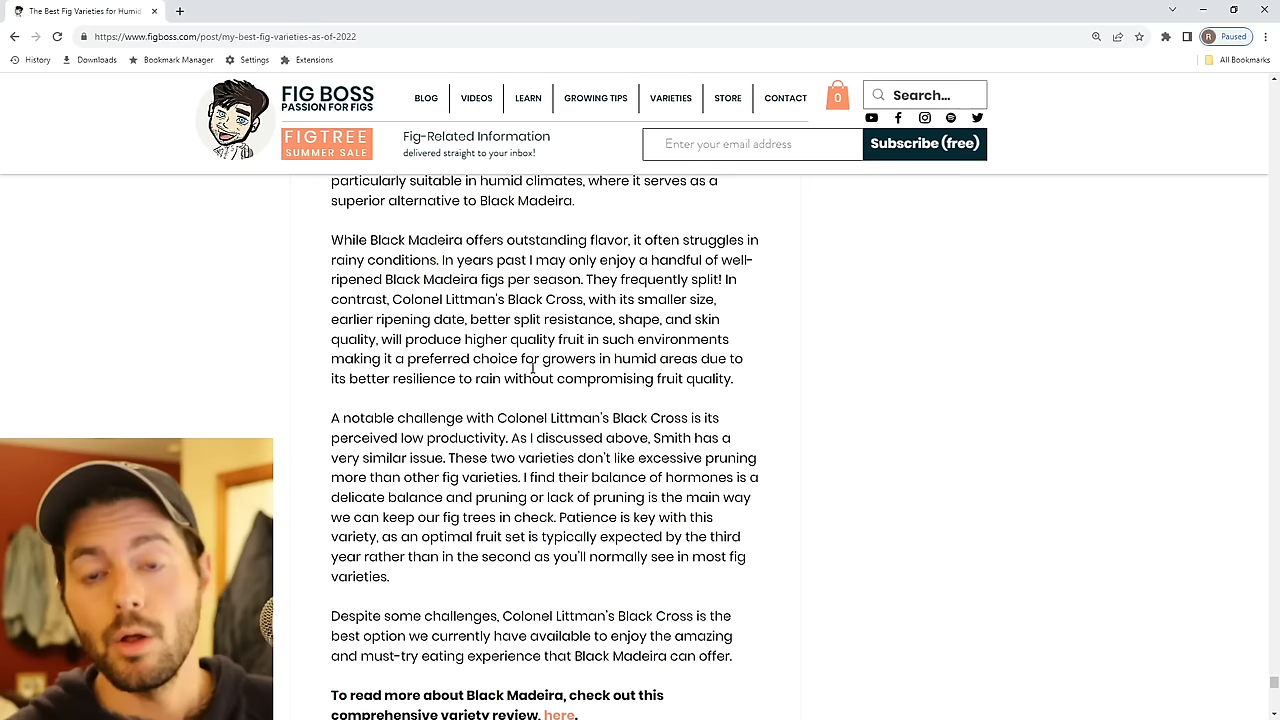 The Best Fig Varieties for Humid
https://www.figboss.com/post/my-best-fig-varieties-as-of-2022
R Paused
History Downloads Bookmark Manager Settings Extensions All Bookmarks
FIG BOSS
PASSION FOR FIGS
BLOG VIDEOS LEARN GROWING TIPS VARIETIES STORE CONTACT
0
Search...
FIGTREE
SUMMER SALE
Fig-Related Information
delivered straight to your inbox!
Enter your email address
Subscribe (free)
particularly suitable in humid climates, where it serves as a
superior alternative to Black Madeira.
While Black Madeira offers outstanding flavor, it often struggles in
rainy conditions. In years past I may only enjoy a handful of well-
ripened Black Madeira figs per season. They frequently split! In
contrast, Colonel Littman's Black Cross, with its smaller size,
earlier ripening date, better split resistance, shape, and skin
quality, will produce higher quality fruit in such environments
making it a preferred choice for growers in humid areas due to
its better resilience to rain without compromising fruit quality.
A notable challenge with Colonel Littman's Black Cross is its
perceived low productivity. As I discussed above, Smith has a
very similar issue. These two varieties don't like excessive pruning
more than other fig varieties. I find their balance of hormones is a
delicate balance and pruning or lack of pruning is the main way
we can keep our fig trees in check. Patience is key with this
variety, as an optimal fruit set is typically expected by the third
year rather than in the second as you'll normally see in most fig
varieties.
Despite some challenges, Colonel Littman's Black Cross is the
best option we currently have available to enjoy the amazing
and must-try eating experience that Black Madeira can offer.
To read more about Black Madeira, check out this
comprehensive variety review, here.